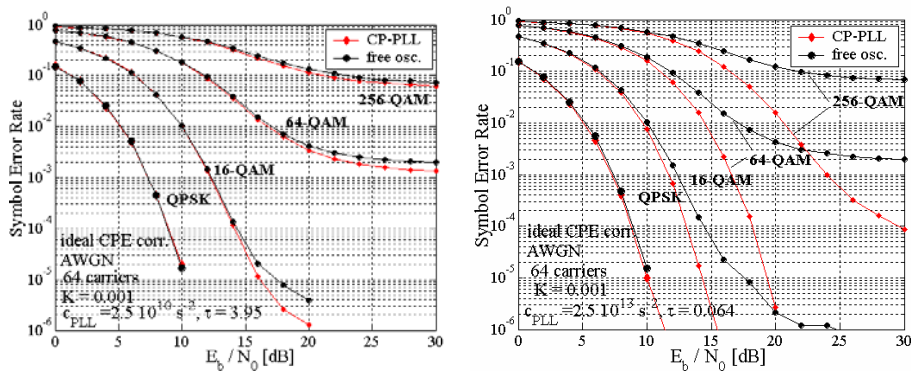 10^0
10^-1
10^-2
10^-3
10^-4
10^-5
10^-6
Symbol Error Rate
CP-PLL
free osc.
256-QAM
64-QAM
16-QAM
QPSK
ideal CPE corr.
AWGN
64 carriers
K = 0.001
c_PLL =2.5 10^10 s^-2, τ = 3.95
0 5 10 15 20 25 30
E_b / N_0 [dB]
10^0
10^-1
10^-2
10^-3
10^-4
10^-5
10^-6
Symbol Error Rate
CP-PLL
free osc.
256-QAM
64-QAM
16-QAM
QPSK
ideal CPE corr.
AWGN
64 carriers
K = 0.001
c_PLL =2.5 10^13 s^-2, τ = 0.064
0 5 10 15 20 25 30
E_b / N_0 [dB]